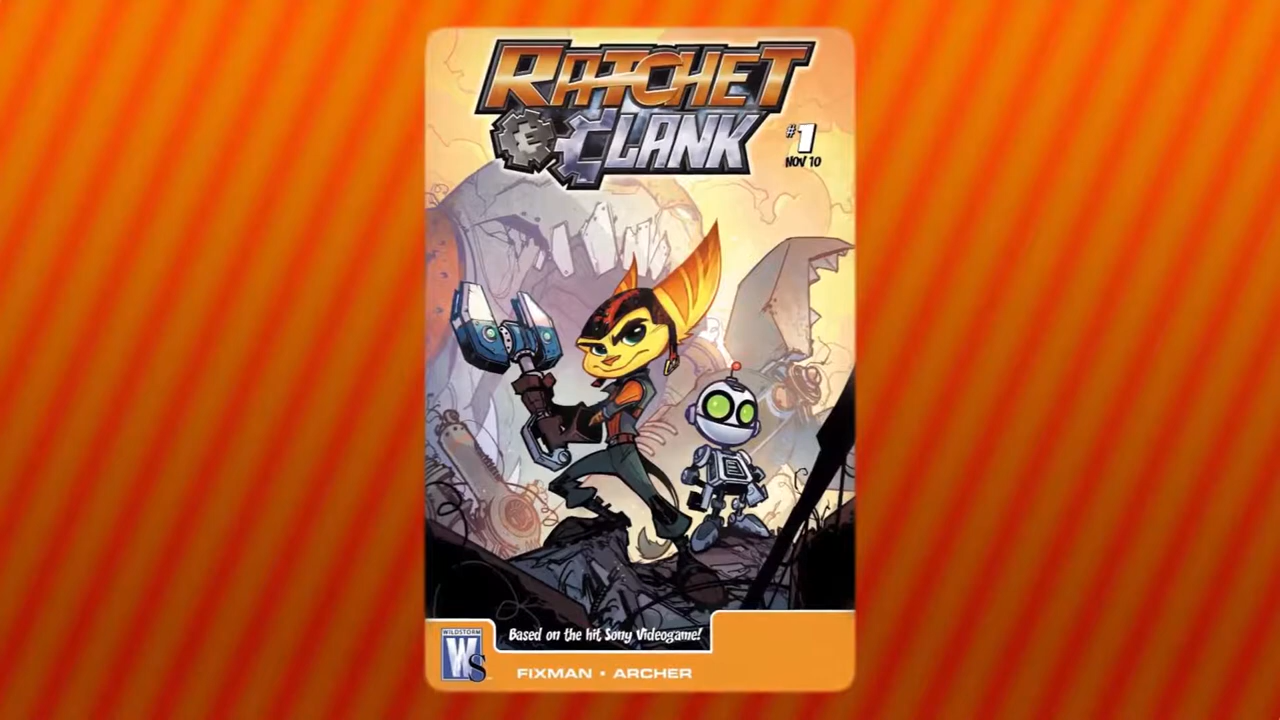 RATCHET
& CLANK
#1
NOV 10
WILDSTORM
WS
Based on the hit Sony Videogame!
FIXMAN • ARCHER